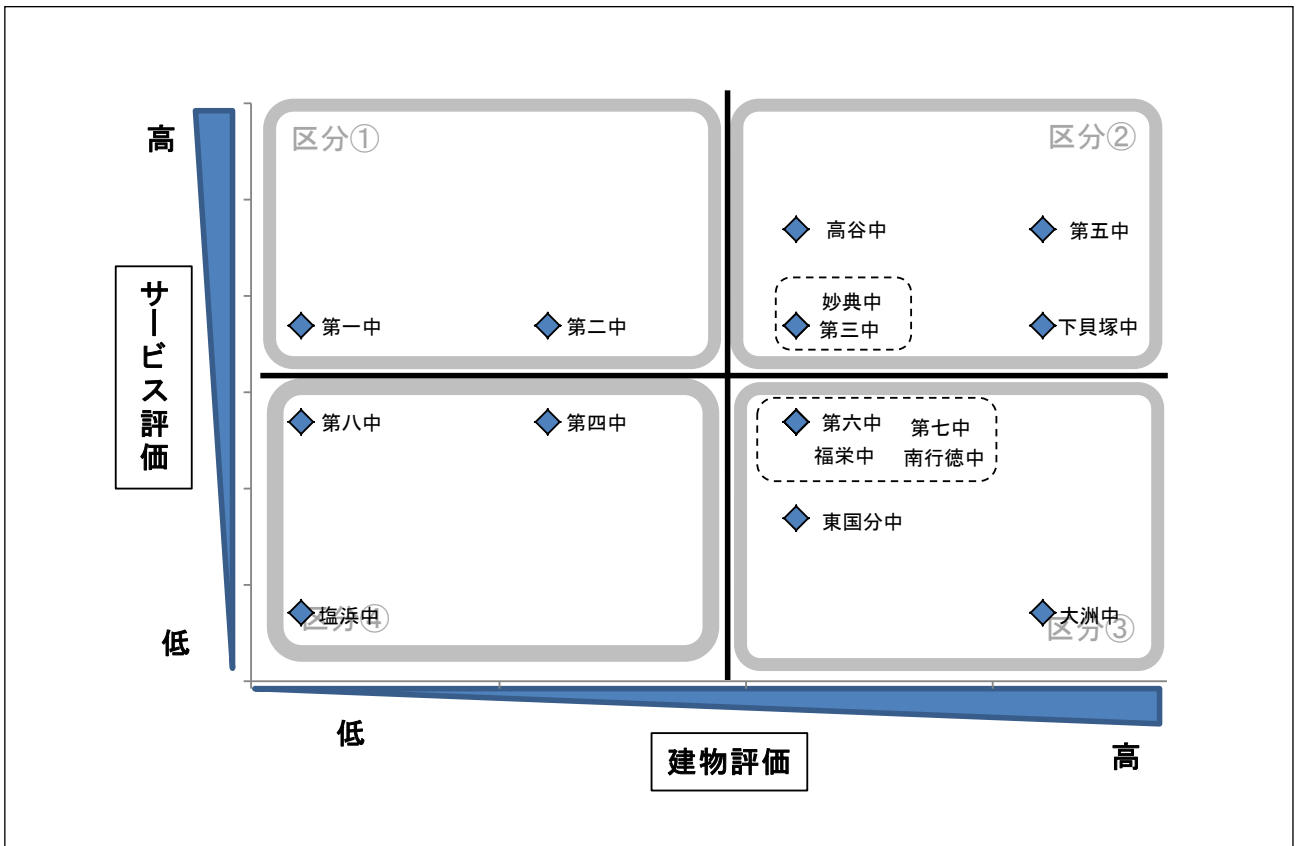 高
区分①
区分②
高谷中
第五中
妙典中
第一中
第二中
第三中
下貝塚中
サービス評価
第八中
第四中
第六中
第七中
福栄中
南行徳中
東国分中
塩浜中
区分④
大洲中
区分③
低
低
建物評価
高